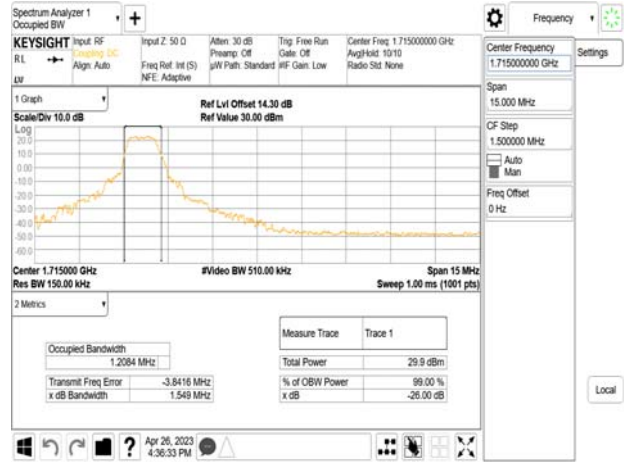 Spectrum Analyzer 1
Occupied BW
+
Frequency
KEYSIGHT
Input: RF
Coupling: DC
Align: Auto
Input Z: 50 Ω
Freq Ref: Int (S)
NFE: Adaptive
Atten: 30 dB
Preamp: Off
µW Path: Standard
Trig: Free Run
Gate: Off
#IF Gain: Low
Center Freq: 1.715000000 GHz
Avg|Hold: 10/10
Radio Std: None
RL
LU
Center Frequency
1.715000000 GHz
Settings
Span
15.000 MHz
CF Step
1.500000 MHz
Auto
Man
Freq Offset
0 Hz
Local
1 Graph
Scale/Div 10.0 dB
Ref Lvl Offset 14.30 dB
Ref Value 30.00 dBm
Log
20.0
10.0
0.00
-10.0
-20.0
-30.0
-40.0
-50.0
-60.0
Center 1.715000 GHz
#Video BW 510.00 kHz
Span 15 MHz
Res BW 150.00 kHz
Sweep 1.00 ms (1001 pts)
2 Metrics
Measure Trace
Trace 1
Occupied Bandwidth
1.2084 MHz
Total Power
29.9 dBm
Transmit Freq Error
-3.8416 MHz
% of OBW Power
99.00 %
x dB Bandwidth
1.549 MHz
x dB
-26.00 dB
?
Apr 26, 2023
4:36:33 PM